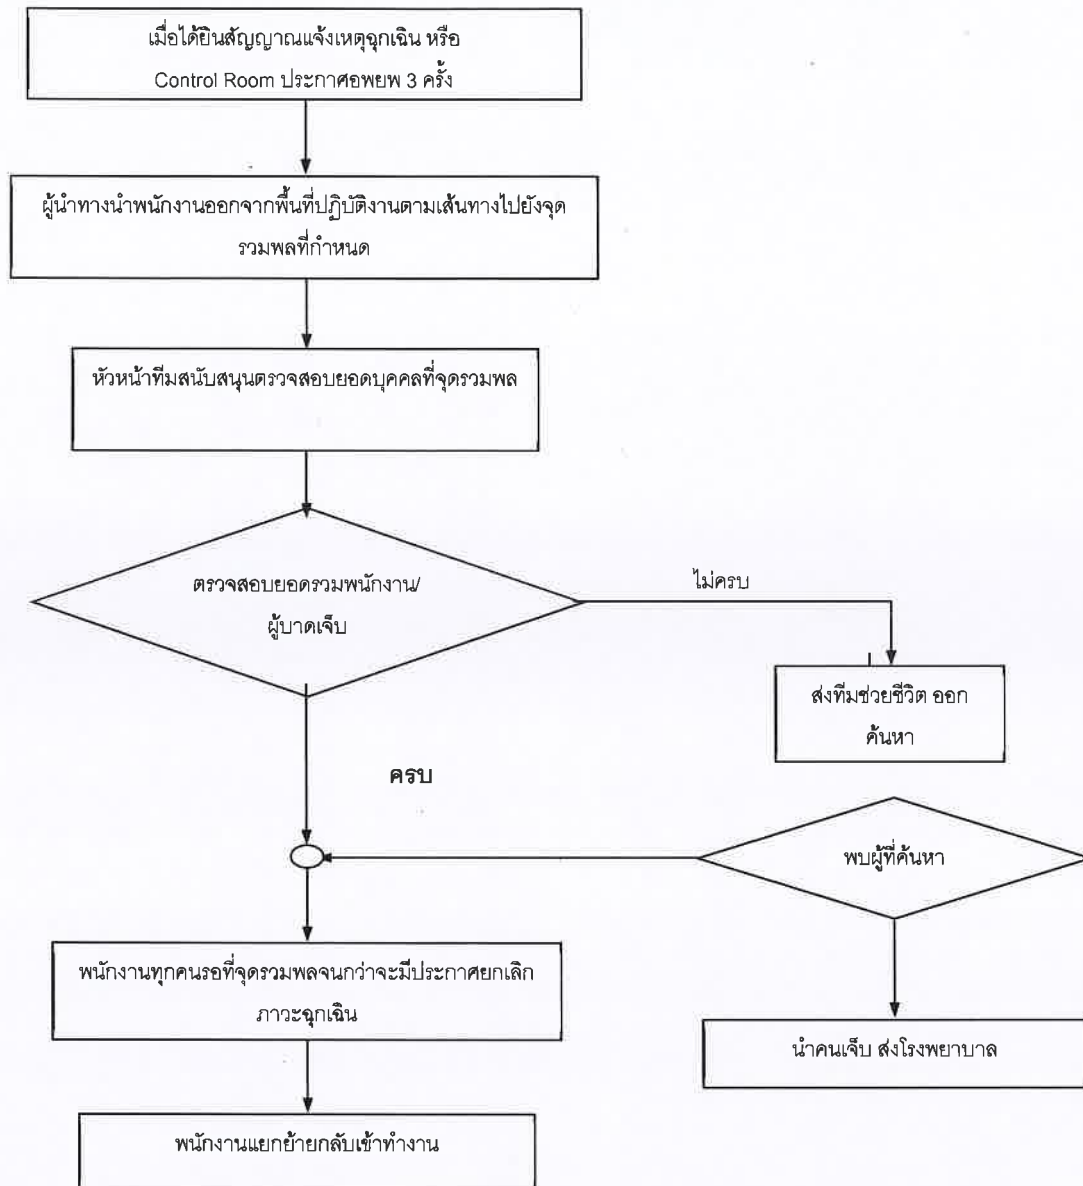 เมื่อได้ยินสัญญาณแจ้งเหตุฉุกเฉิน หรือ
Control Room ประกาศอพยพ 3 ครั้ง
ผู้นำทางนำพนักงานออกจากพื้นที่ปฏิบัติงานตามเส้นทางไปยังจุด
รวมพลที่กำหนด
หัวหน้าทีมสนับสนุนตรวจสอบยอดบุคคลที่จุดรวมพล
ตรวจสอบยอดรวมพนักงาน/
ผู้บาดเจ็บ
ไม่ครบ
ส่งทีมช่วยชีวิต ออก
ค้นหา
ครบ
พบผู้ที่ค้นหา
พนักงานทุกคนรอที่จุดรวมพลจนกว่าจะมีประกาศยกเลิก
ภาวะฉุกเฉิน
นำคนเจ็บ ส่งโรงพยาบาล
พนักงานแยกย้ายกลับเข้าทำงาน